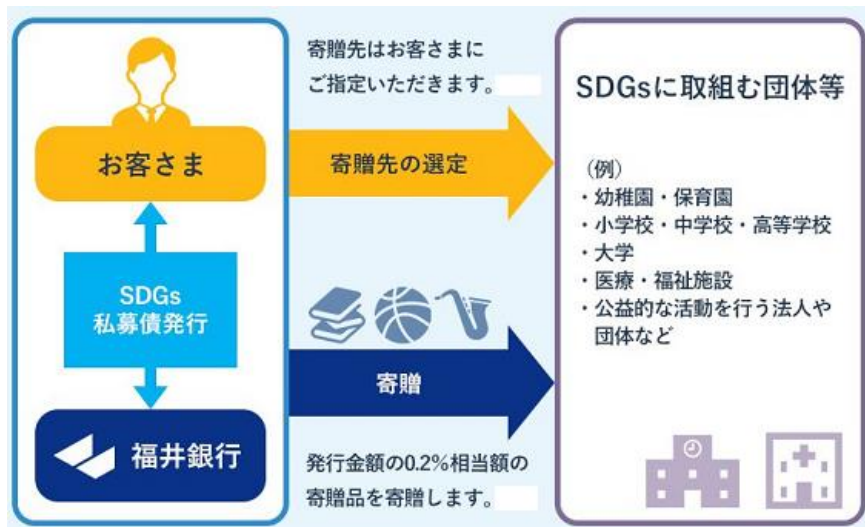 お客さま
SDGs
私募債発行
福井銀行
寄贈先はお客さまに
ご指定いただきます。
寄贈先の選定
寄贈
発行金額の0.2%相当額の
寄贈品を寄贈します。
SDGsに取組む団体等
（例）
・幼稚園・保育園
・小学校・中学校・高等学校
・大学
・医療・福祉施設
・公益的な活動を行う法人や
団体など